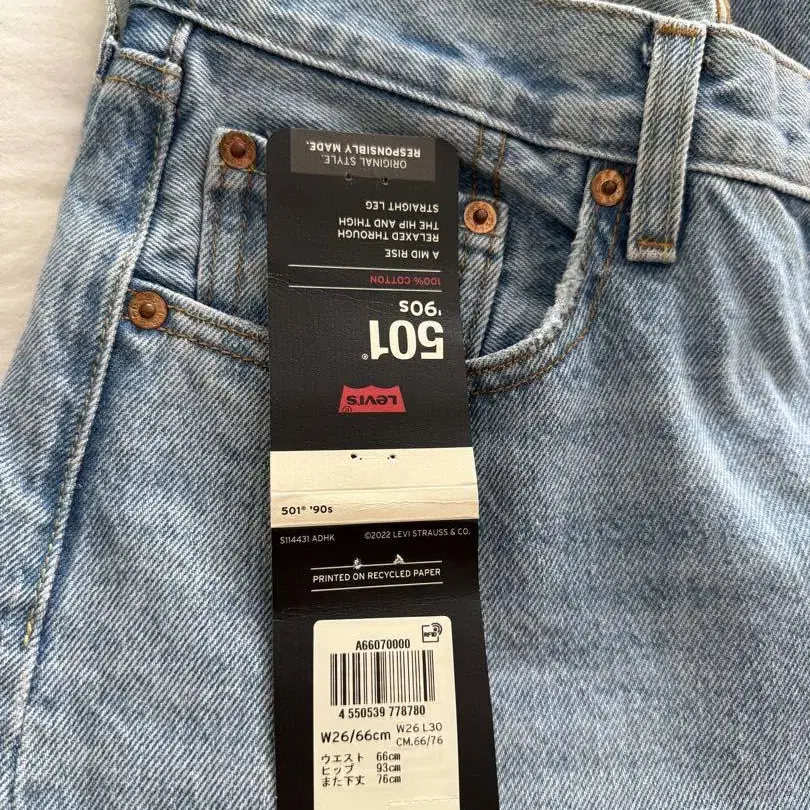 ORIGINAL STYLE.
RESPONSIBLY MADE.
STRAIGHT LEG
THE HIP AND THIGH
RELAXED THROUGH
A MID RISE
100% COTTON
'90s
501®
LEVI'S ®
501® '90s
S114431 ADHK ©2022 LEVI STRAUSS & CO.
PRINTED ON RECYCLED PAPER
RFID
A66070000
4 550539 778780
W26/66cm W26 L30
CM.66/76
ウエスト 66cm
ヒップ 93cm
また下丈 76cm